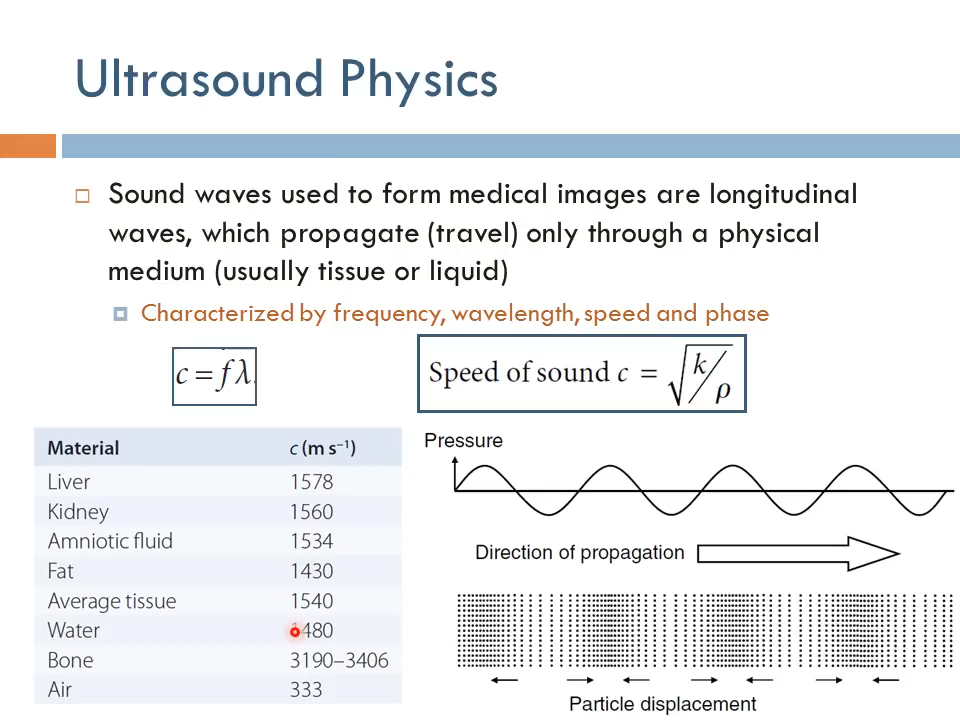 Ultrasound Physics
Sound waves used to form medical images are longitudinal
waves, which propagate (travel) only through a physical
medium (usually tissue or liquid)
Characterized by frequency, wavelength, speed and phase
c = fλ.
Speed of sound c = √k/ρ
Material c (m s⁻¹)
Liver 1578
Kidney 1560
Amniotic fluid 1534
Fat 1430
Average tissue 1540
Water 1480
Bone 3190–3406
Air 333
Pressure
Direction of propagation
Particle displacement